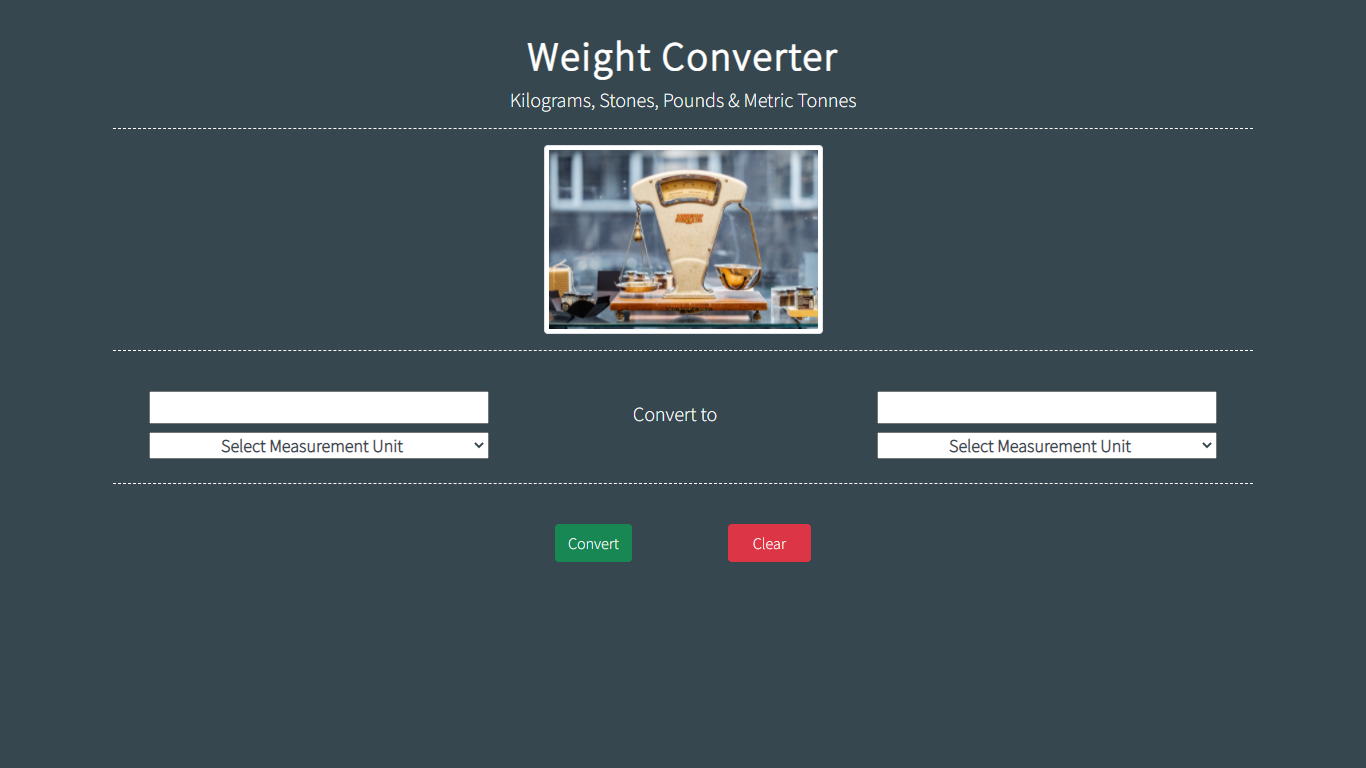 Weight Converter
Kilograms, Stones, Pounds & Metric Tonnes
Convert to
Select Measurement Unit
Select Measurement Unit
Convert
Clear